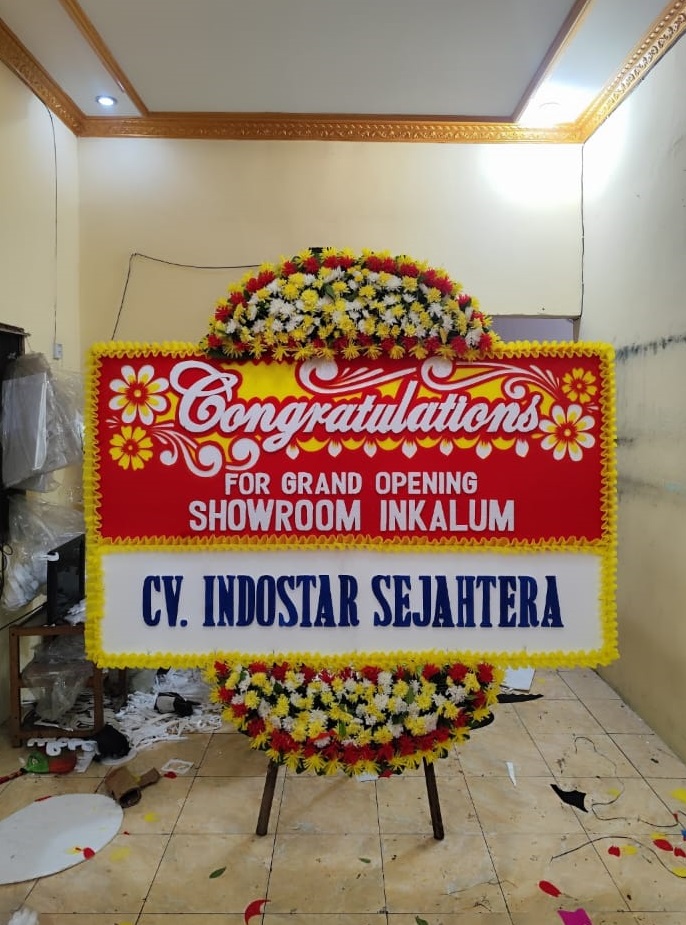 Congratulations
FOR GRAND OPENING
SHOWROOM INKALUM
CV. INDOSTAR SEJAHTERA